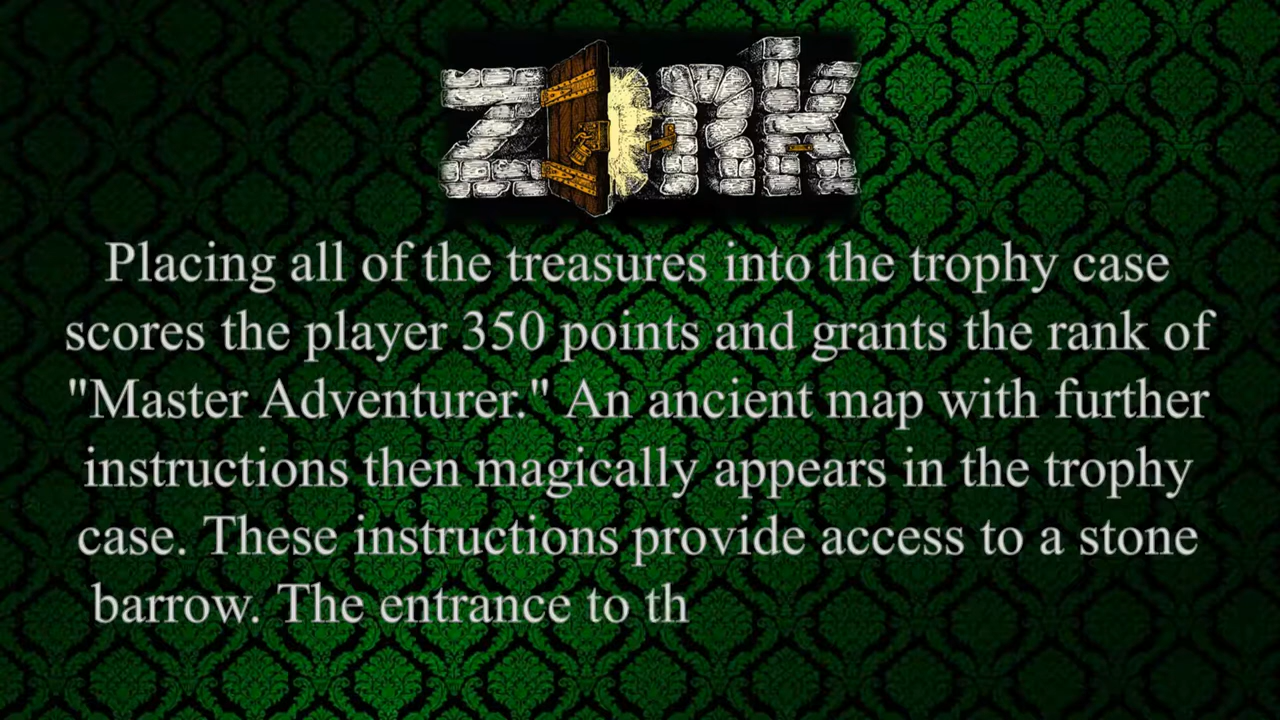 ZORK
Placing all of the treasures into the trophy case
scores the player 350 points and grants the rank of
"Master Adventurer." An ancient map with further
instructions then magically appears in the trophy
case. These instructions provide access to a stone
barrow. The entrance to th